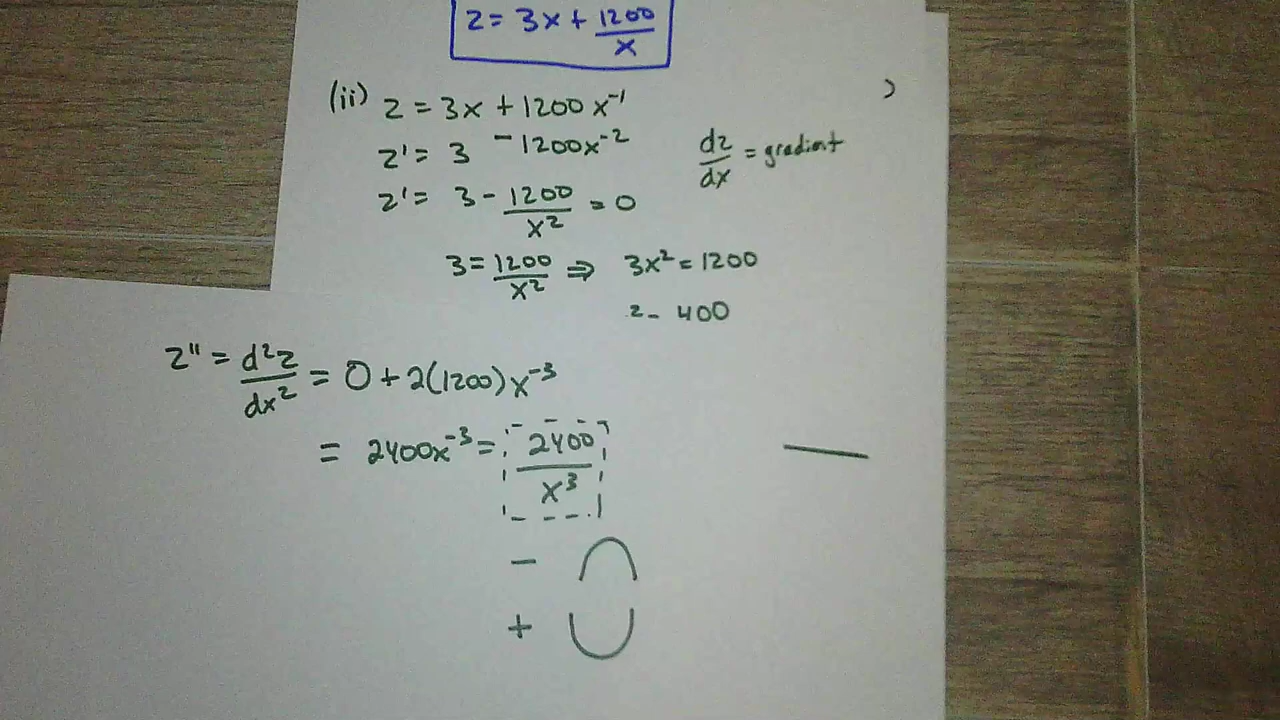 z = 3x + 1200/x
(ii) z = 3x + 1200x⁻¹
z' = 3 - 1200x⁻²
dz/dx = gradient
z' = 3 - 1200/x² = 0
3 = 1200/x² ⇒ 3x² = 1200
² = 400
z'' = d²z/dx² = 0 + 2(1200)x⁻³
= 2400x⁻³ = 2400/x³
-
+